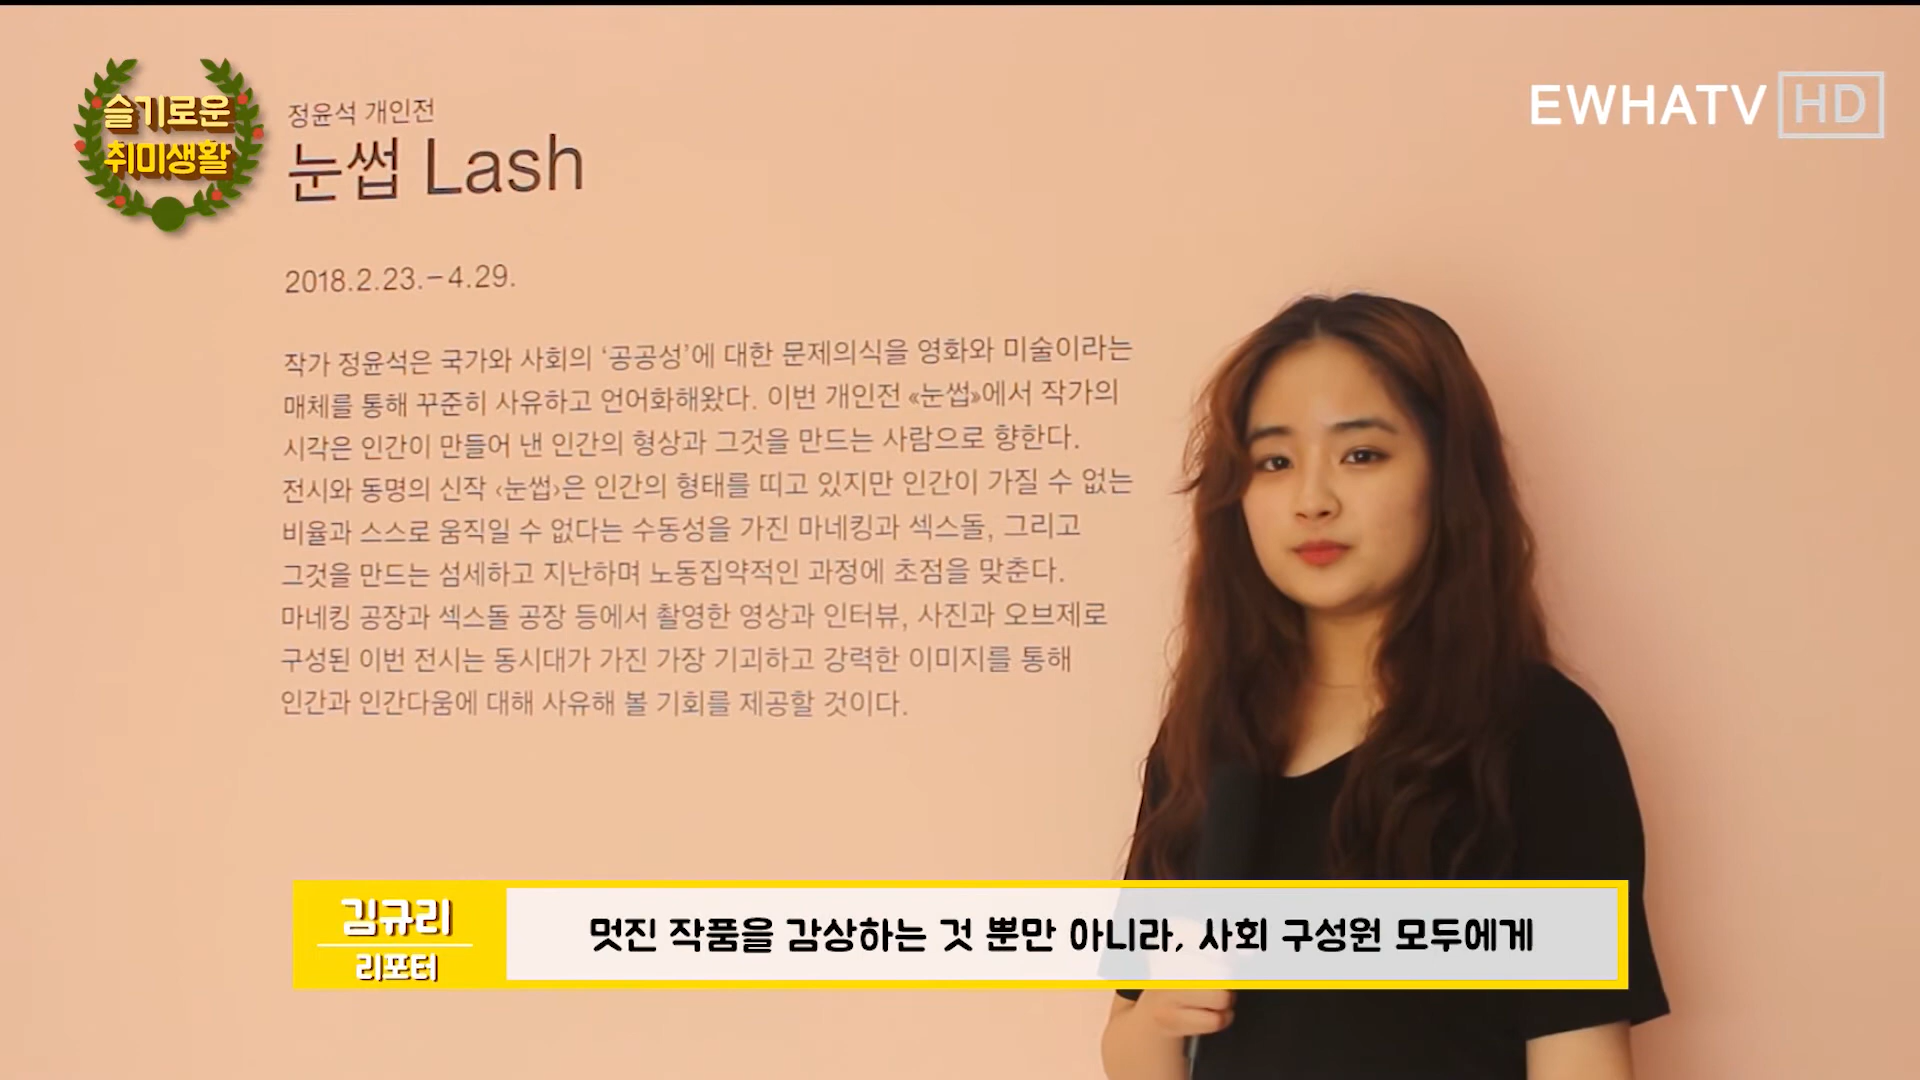 슬기로운
취미생활
EWHATV HD
정윤석 개인전
눈썹 Lash
2018.2.23.–4.29.
작가 정윤석은 국가와 사회의 ‘공공성’에 대한 문제의식을 영화와 미술이라는
매체를 통해 꾸준히 사유하고 언어화해왔다. 이번 개인전 《눈썹》에서 작가의
시각은 인간이 만들어 낸 인간의 형상과 그것을 만드는 사람으로 향한다.
전시와 동명의 신작 〈눈썹〉은 인간의 형태를 띠고 있지만 인간이 가질 수 없는
비율과 스스로 움직일 수 없다는 수동성을 가진 마네킹과 섹스돌, 그리고
그것을 만드는 섬세하고 지난하며 노동집약적인 과정에 초점을 맞춘다.
마네킹 공장과 섹스돌 공장 등에서 촬영한 영상과 인터뷰, 사진과 오브제로
구성된 이번 전시는 동시대가 가진 가장 기괴하고 강력한 이미지를 통해
인간과 인간다움에 대해 사유해 볼 기회를 제공할 것이다.
김규리
리포터
멋진 작품을 감상하는 것 뿐만 아니라, 사회 구성원 모두에게